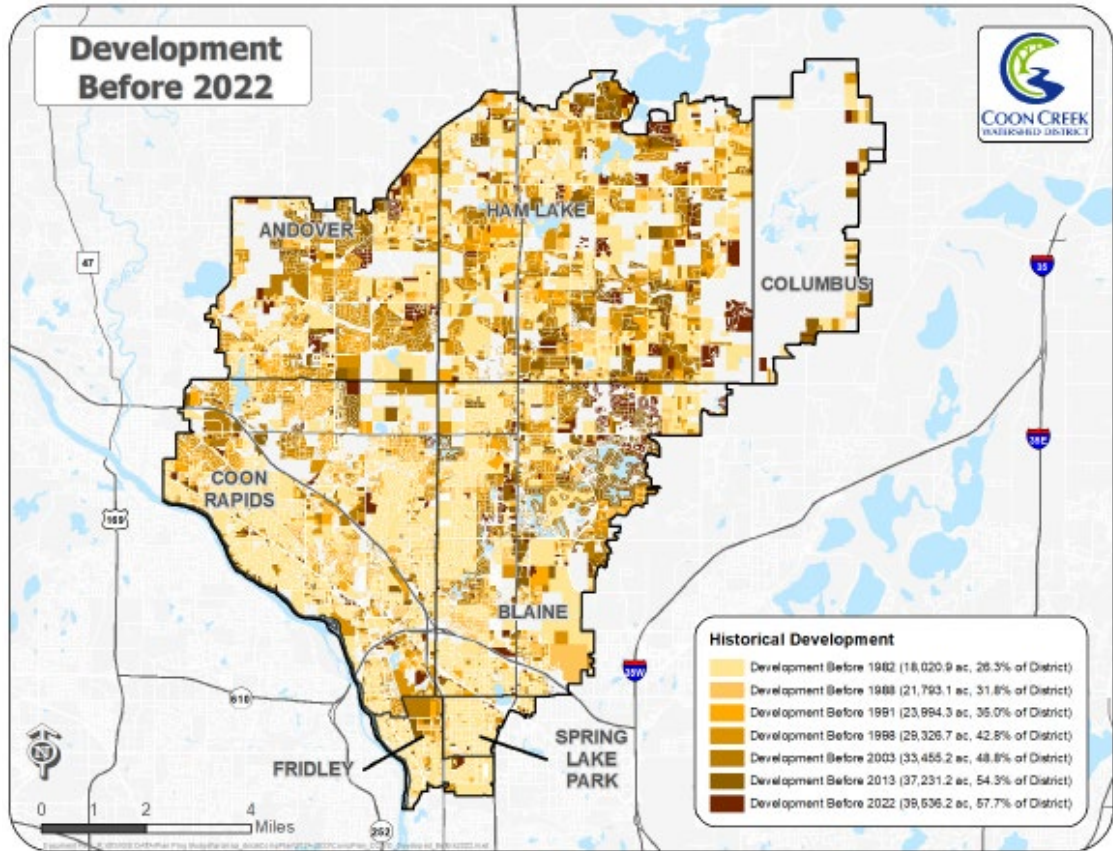 Development
Before 2022
COON CREEK
WATERSHED DISTRICT
ANDOVER
HAM LAKE
COLUMBUS
47
35
35E
COON
RAPIDS
169
BLAINE
35W
610
FRIDLEY
SPRING
LAKE
PARK
252
N
0 1 2 4
Miles
Historical Development
Development Before 1982 (18,020.9 ac, 26.3% of District)
Development Before 1988 (21,793.1 ac, 31.8% of District)
Development Before 1991 (23,994.3 ac, 35.0% of District)
Development Before 1998 (29,326.7 ac, 42.8% of District)
Development Before 2003 (33,455.2 ac, 48.8% of District)
Development Before 2013 (37,231.2 ac, 54.3% of District)
Development Before 2022 (39,536.2 ac, 57.7% of District)